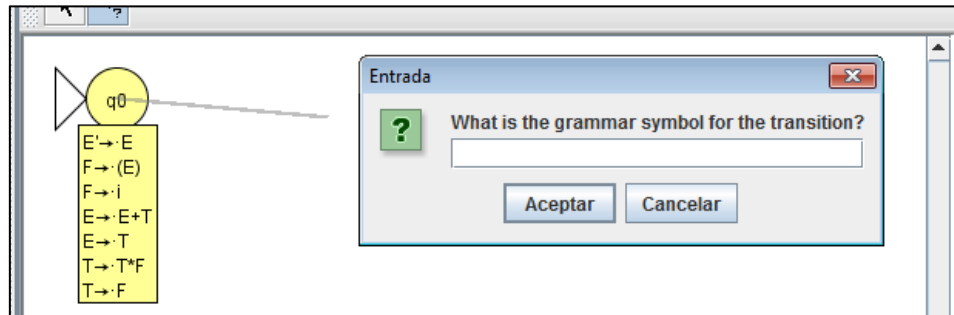 ?
Entrada
q0
?
What is the grammar symbol for the transition?
E'→·E
F→·(E)
F→·i
E→·E+T
E→·T
T→·T*F
T→·F
Aceptar
Cancelar